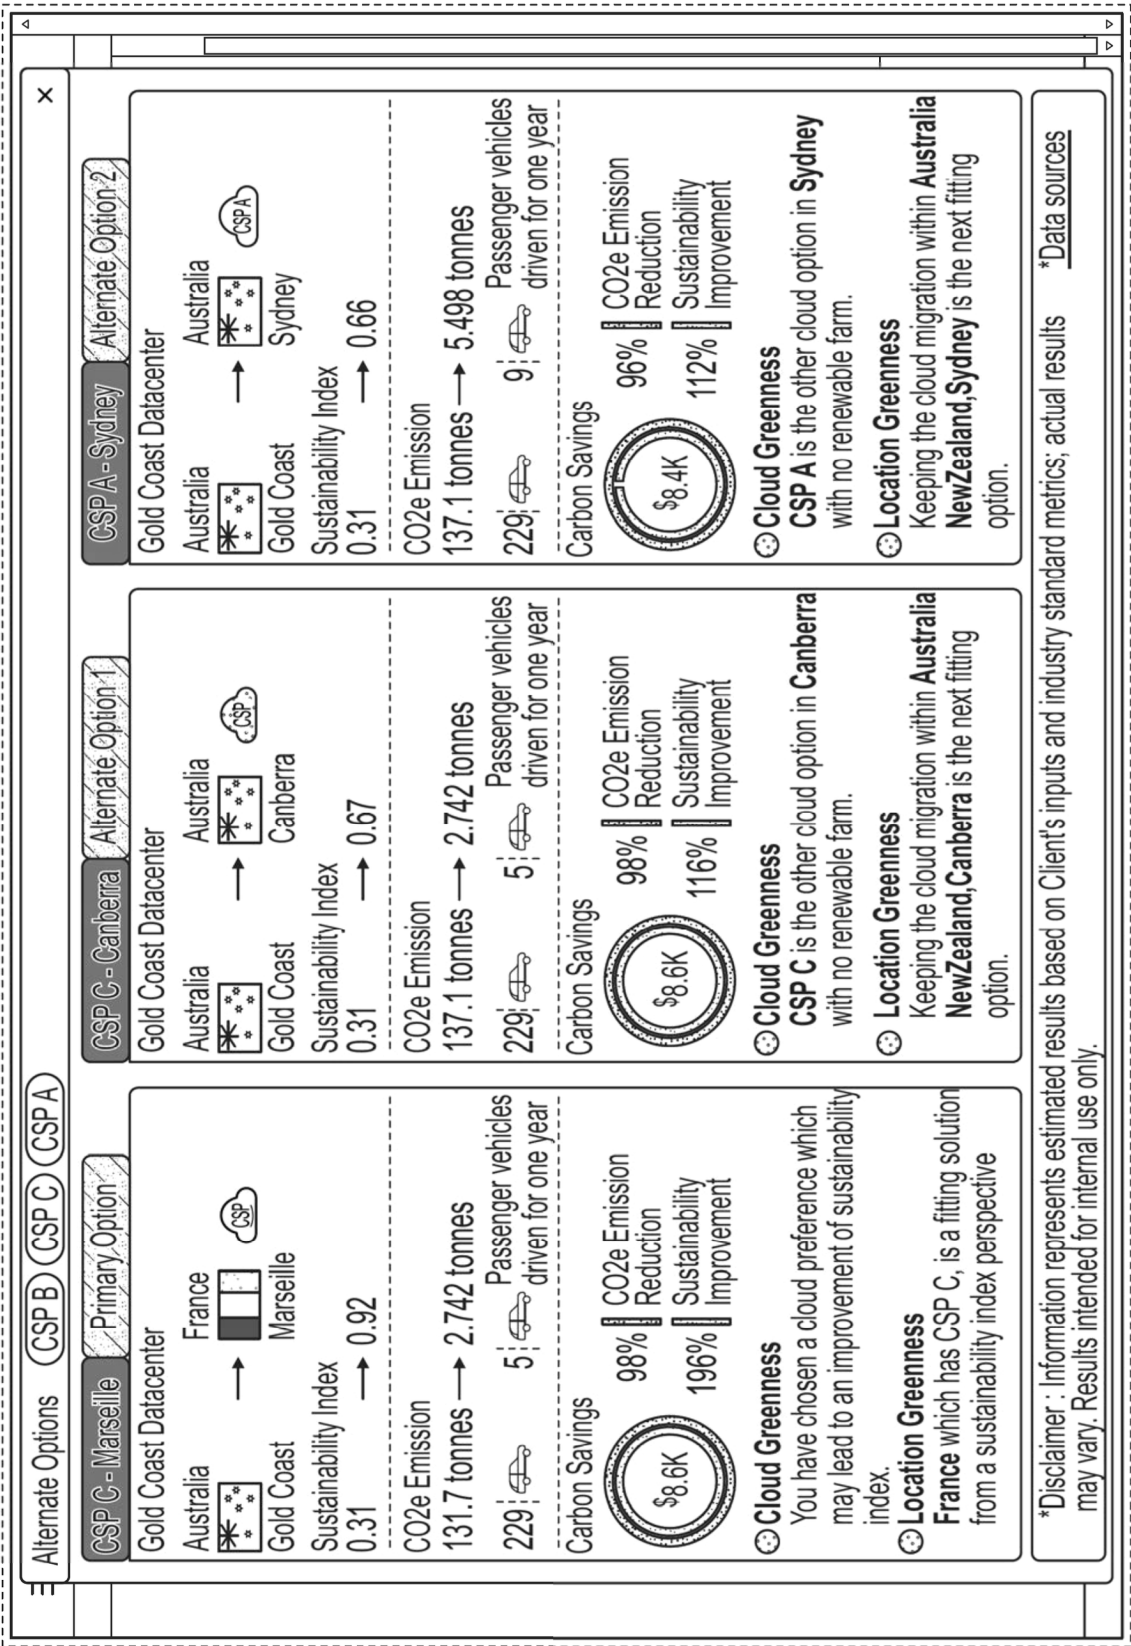 Alternate Options CSP B CSP C CSP A ×
CSP C - Marseille Primary Option
Gold Coast Datacenter
Australia France
CSP
Gold Coast Marseille
Sustainability Index
0.31 → 0.92
CO2e Emission
131.7 tonnes → 2.742 tonnes
229 5 Passenger vehicles
driven for one year
Carbon Savings
$8.6K
98% CO2e Emission
Reduction
196% Sustainability
Improvement
Cloud Greenness
You have chosen a cloud preference which
may lead to an improvement of sustainability
index.
Location Greenness
France which has CSP C, is a fitting solution
from a sustainability index perspective
CSP C - Canberra Alternate Option 1
Gold Coast Datacenter
Australia Australia
CSP
Gold Coast Canberra
Sustainability Index
0.31 → 0.67
CO2e Emission
137.1 tonnes → 2.742 tonnes
229 5 Passenger vehicles
driven for one year
Carbon Savings
$8.6K
98% CO2e Emission
Reduction
116% Sustainability
Improvement
Cloud Greenness
CSP C is the other cloud option in Canberra
with no renewable farm.
Location Greenness
Keeping the cloud migration within Australia
NewZealand,Canberra is the next fitting
option.
CSP A - Sydney Alternate Option 2
Gold Coast Datacenter
Australia Australia
CSP A
Gold Coast Sydney
Sustainability Index
0.31 → 0.66
CO2e Emission
137.1 tonnes → 5.498 tonnes
229 9 Passenger vehicles
driven for one year
Carbon Savings
$8.4K
96% CO2e Emission
Reduction
112% Sustainability
Improvement
Cloud Greenness
CSP A is the other cloud option in Sydney
with no renewable farm.
Location Greenness
Keeping the cloud migration within Australia
NewZealand,Sydney is the next fitting
option.
*Disclaimer : Information represents estimated results based on Client's inputs and industry standard metrics; actual results
may vary. Results intended for internal use only.
*Data sources